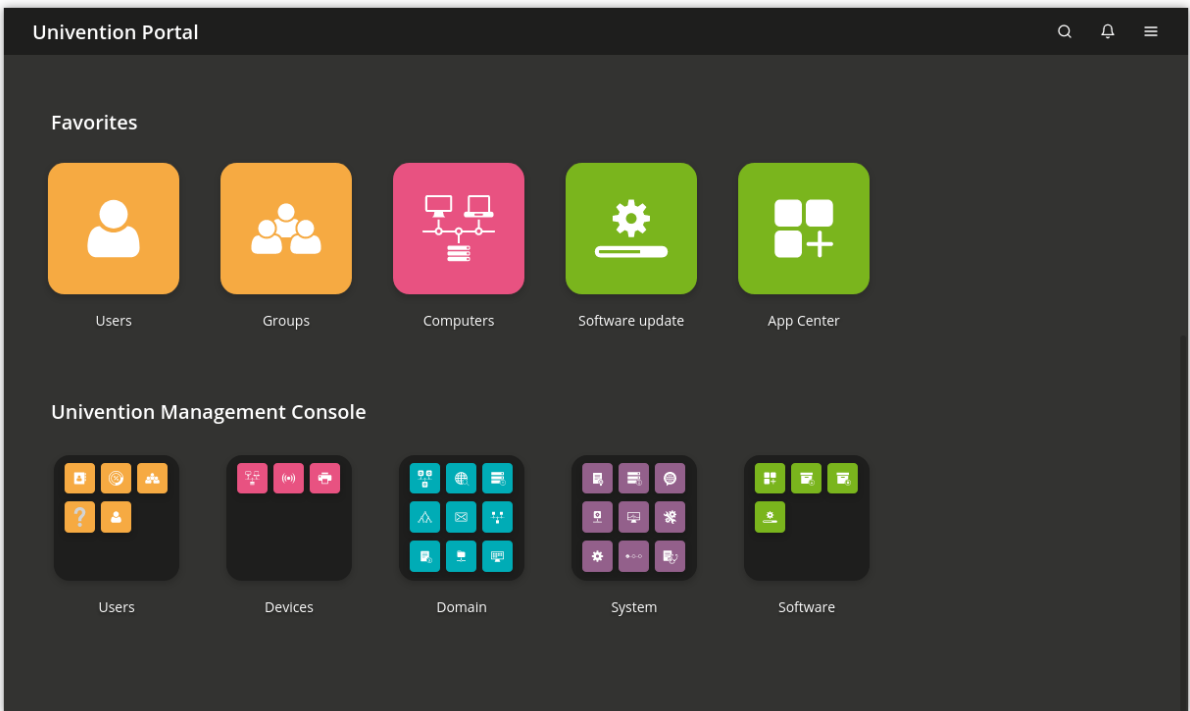 Univention Portal
Favorites
Users
Groups
Computers
Software update
App Center
Univention Management Console
Users
Devices
Domain
System
Software